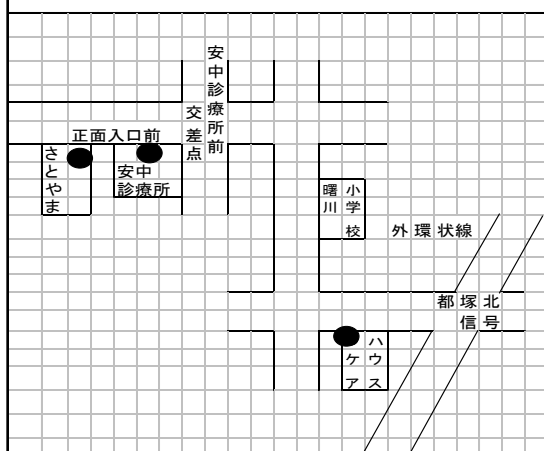 安中診療所前
交差点
正面入口前
さとやま
安中
診療所
曙川
小学校
外環状線
都塚北
信号
ケア
ハウス